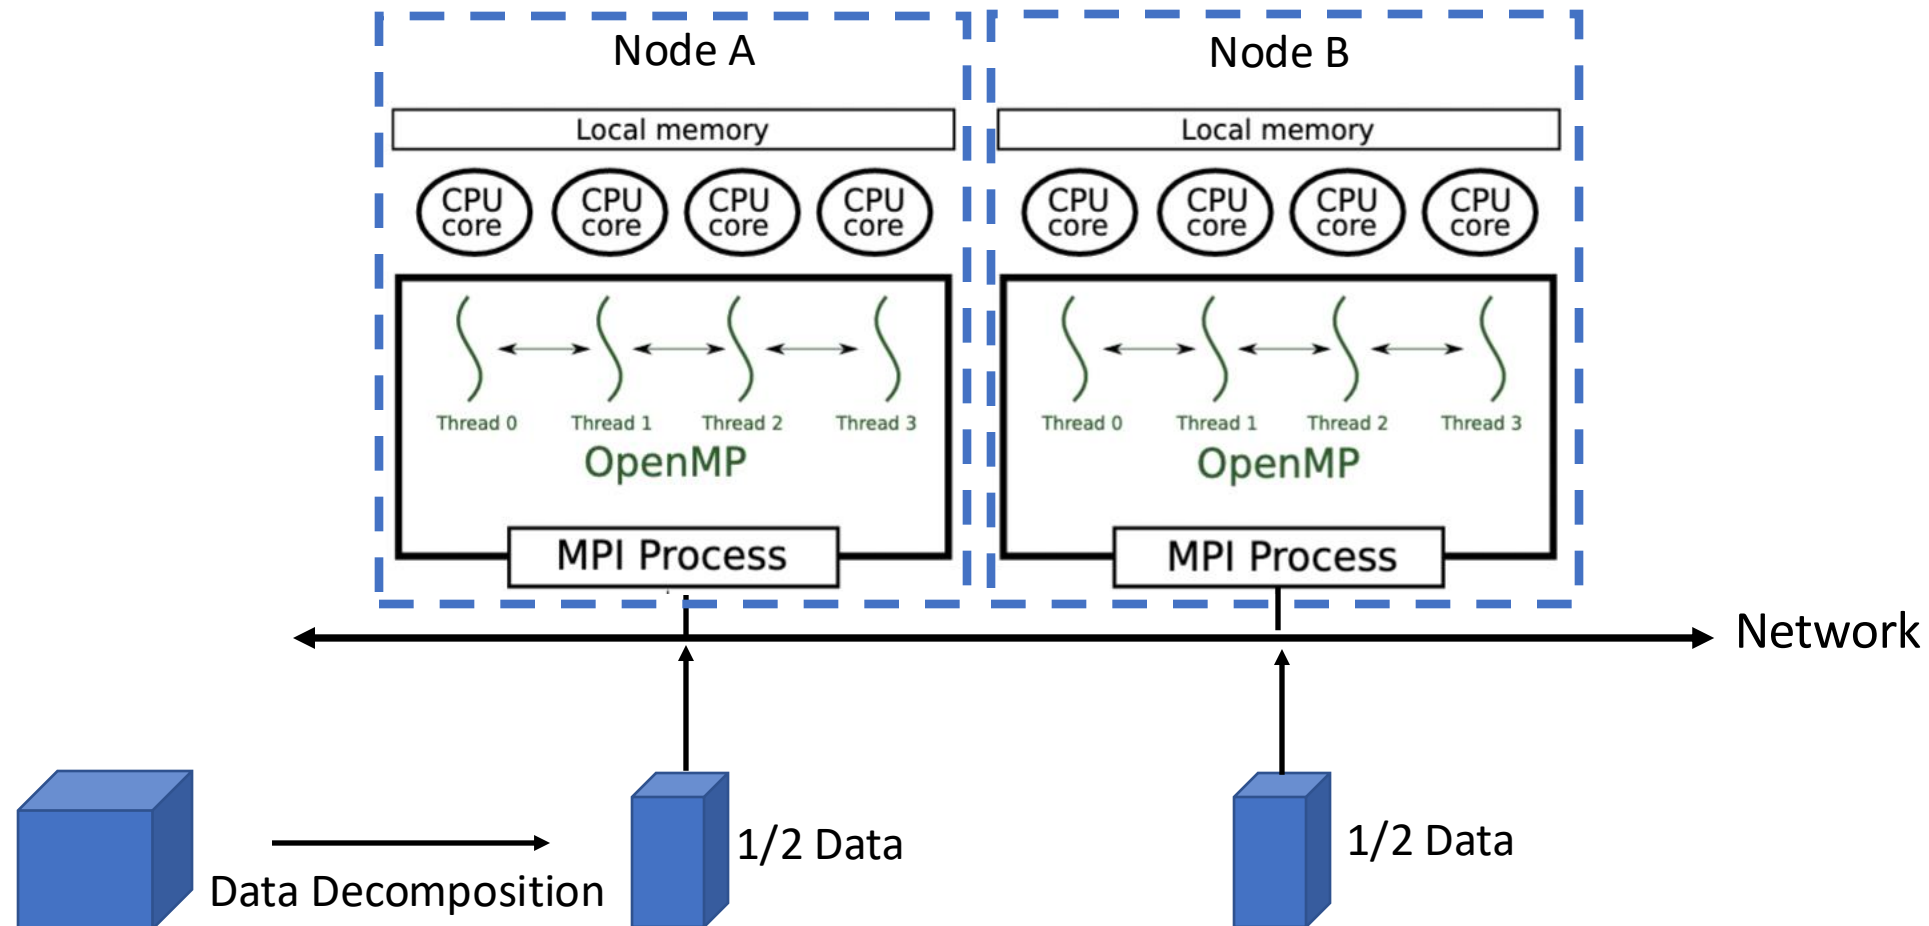 Node A
Node B
Local memory
Local memory
CPU core
CPU core
CPU core
CPU core
CPU core
CPU core
CPU core
CPU core
Thread 0
Thread 1
Thread 2
Thread 3
Thread 0
Thread 1
Thread 2
Thread 3
OpenMP
OpenMP
MPI Process
MPI Process
Network
1/2 Data
1/2 Data
Data Decomposition